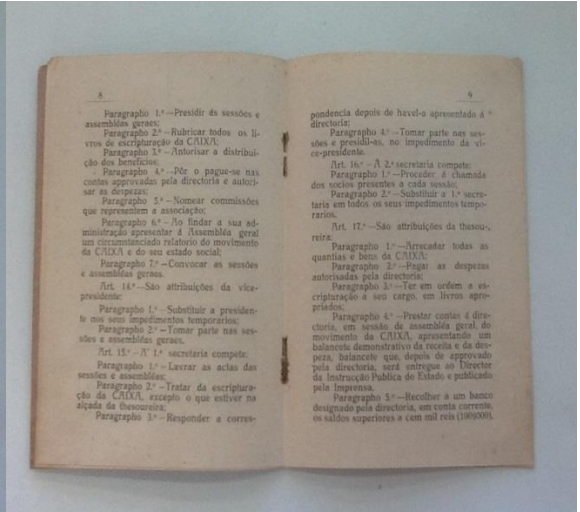 8
Paragrapho 1.º—Presidir ás sessões e
assembléas geraes;
Paragrapho 2.º—Rubricar todos os li-
vros de escripturação da CAIXA;
Paragrapho 3.º—Autorisar a distribui-
ção dos beneficios;
Paragrapho 4.º—Pôr o pague-se nas
contas approvadas pela directoria e autori-
sar as despezas;
Paragrapho 5.º—Nomear commissões
que representem a associação;
Paragrapho 6.º—Ao findar a sua ad-
ministração apresentar á Assembléa geral
um circumstanciado relatorio do movimento
da CAIXA e do seu estado social;
Paragrapho 7.º—Convocar as sessões
e assembléas geraes.
Art. 14.º—São attribuições da vice-
presidente:
Paragrapho 1.º—Substituir a presiden-
te nos seus impedimentos temporarios;
Paragrapho 2.º—Tomar parte nas ses-
sões e assembléas geraes.
Art. 15.º—A' 1.ª secretaria compete:
Paragrapho 1.º—Lavrar as actas das
sessões e assembléas;
Paragrapho 2.º—Tratar da escriptura-
ção da CAIXA, excepto o que estiver na
alçada da thesoureira;
Paragrapho 3.º—Responder a corres-
9
pondencia depois de havel-a apresentado á
directoria;
Paragrapho 4.º—Tomar parte nas ses-
sões e presidil-as, no impedimento da vi-
ce-presidente.
Art. 16.º—A 2.ª secretaria compete:
Paragrapho 1.º—Proceder á chamada
dos socios presentes a cada sessão;
Paragrapho 2.º—Substituir a 1.ª secre-
taria em todos os seus impedimentos tempo-
rarios.
Art. 17.º—São attribuições da thesou-
reira:
Paragrapho 1.º—Arrecadar todas as
quantias e bens da CAIXA;
Paragrapho 2.º—Pagar as despezas
autorisadas pela directoria;
Paragrapho 3.º—Ter em ordem a es-
cripturação a seu cargo, em livros apro-
priados;
Paragrapho 4.º—Prestar contas á dire-
ctoria, em sessão de assembléa geral, do
movimento da CAIXA, apresentando um
balancete demonstrativo da receita e da des-
peza, balancete que, depois de approvado
pela directoria, será entregue ao Director
da Instrucção Publica do Estado e publicado
pela Imprensa.
Paragrapho 5.º—Recolher a um banco
designado pela directoria, em conta corrente,
os saldos superiores a cem mil reis (100$000),